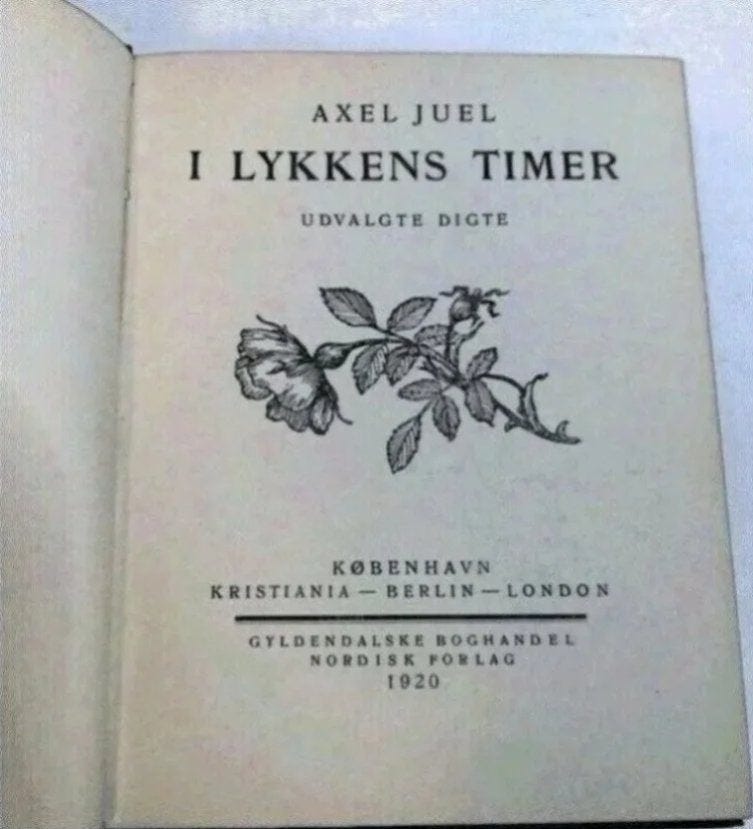 AXEL JUEL
I LYKKENS TIMER
UDVALGTE DIGTE
KØBENHAVN
KRISTIANIA — BERLIN — LONDON
GYLDENDALSKE BOGHANDEL
NORDISK FORLAG
1920